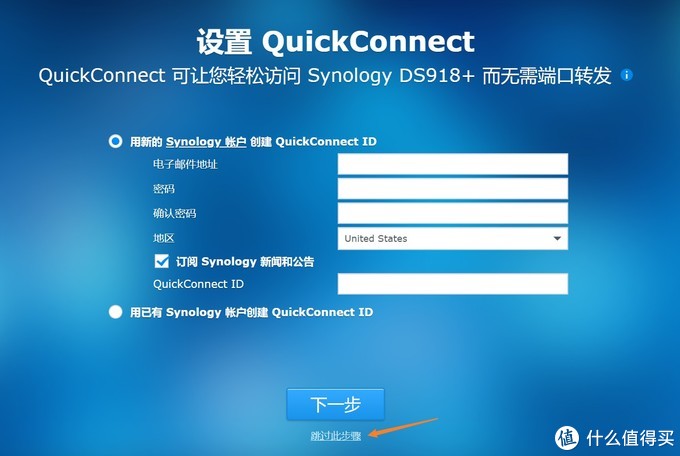 设置 QuickConnect
QuickConnect 可让您轻松访问 Synology DS918+ 而无需端口转发
用新的 Synology 帐户 创建 QuickConnect ID
电子邮件地址
密码
确认密码
地区
United States
订阅 Synology 新闻和公告
QuickConnect ID
用已有 Synology 帐户创建 QuickConnect ID
下一步
跳过此步骤
值 什么值得买